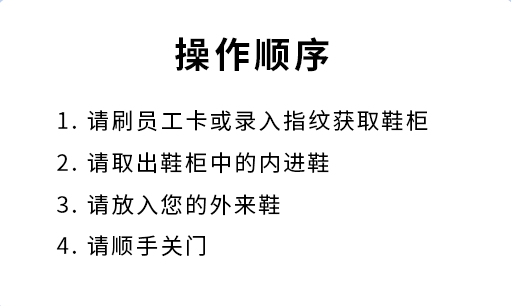 操作顺序
1. 请刷员工卡或录入指纹获取鞋柜
2. 请取出鞋柜中的内进鞋
3. 请放入您的外来鞋
4. 请顺手关门